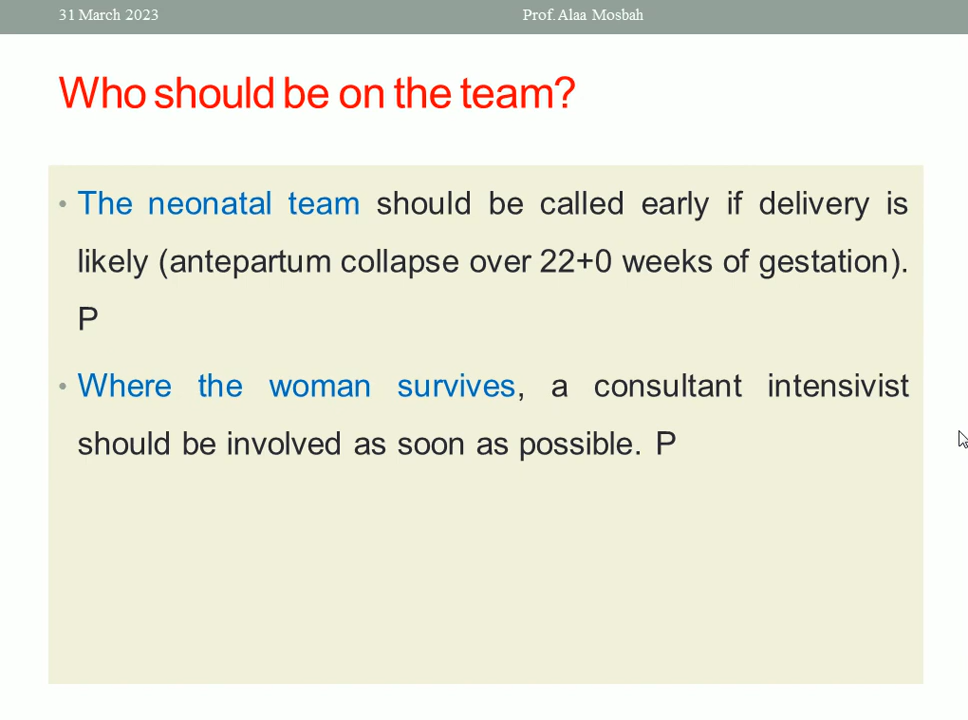 31 March 2023
Prof. Alaa Mosbah
Who should be on the team?
• The neonatal team should be called early if delivery is
likely (antepartum collapse over 22+0 weeks of gestation).
P
• Where the woman survives, a consultant intensivist
should be involved as soon as possible. P